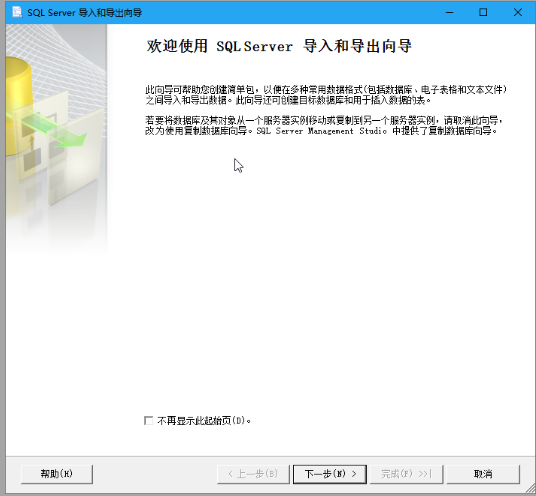 SQL Server 导入和导出向导
欢迎使用 SQL Server 导入和导出向导
此向导可帮助您创建简单包，以便在多种常用数据格式(包括数据库、电子表格和文本文件)
之间导入和导出数据。此向导还可创建目标数据库和用于插入数据的表。
若要将数据库及其对象从一个服务器实例移动或复制到另一个服务器实例，请取消此向导，
改为使用复制数据库向导。SQL Server Management Studio 中提供了复制数据库向导。
不再显示此起始页(D)。
帮助(H) < 上一步(B) 下一步(N) > 完成(F) >>| 取消